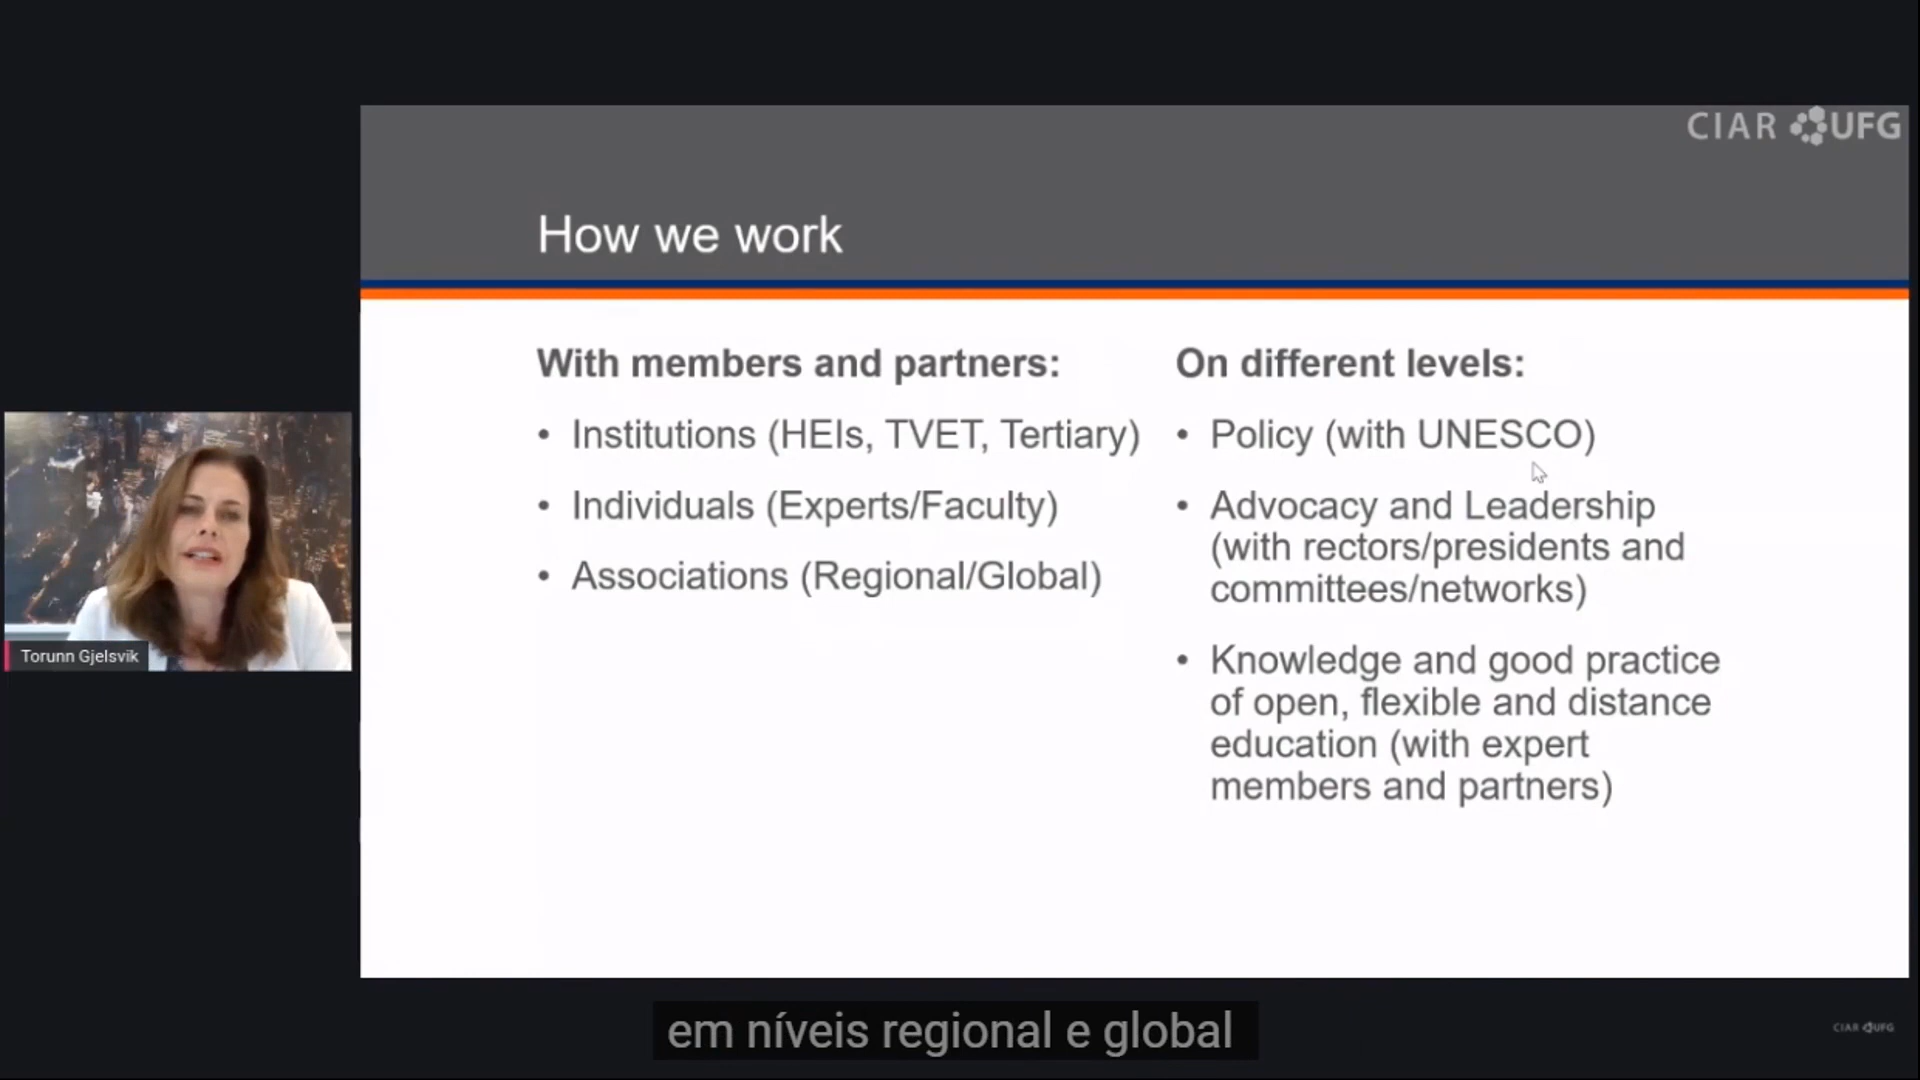 CIAR UFG
How we work
With members and partners:
• Institutions (HEIs, TVET, Tertiary)
• Individuals (Experts/Faculty)
• Associations (Regional/Global)
On different levels:
• Policy (with UNESCO)
• Advocacy and Leadership
(with rectors/presidents and
committees/networks)
• Knowledge and good practice
of open, flexible and distance
education (with expert
members and partners)
Torunn Gjelsvik
em níveis regional e global
CIAR UFG